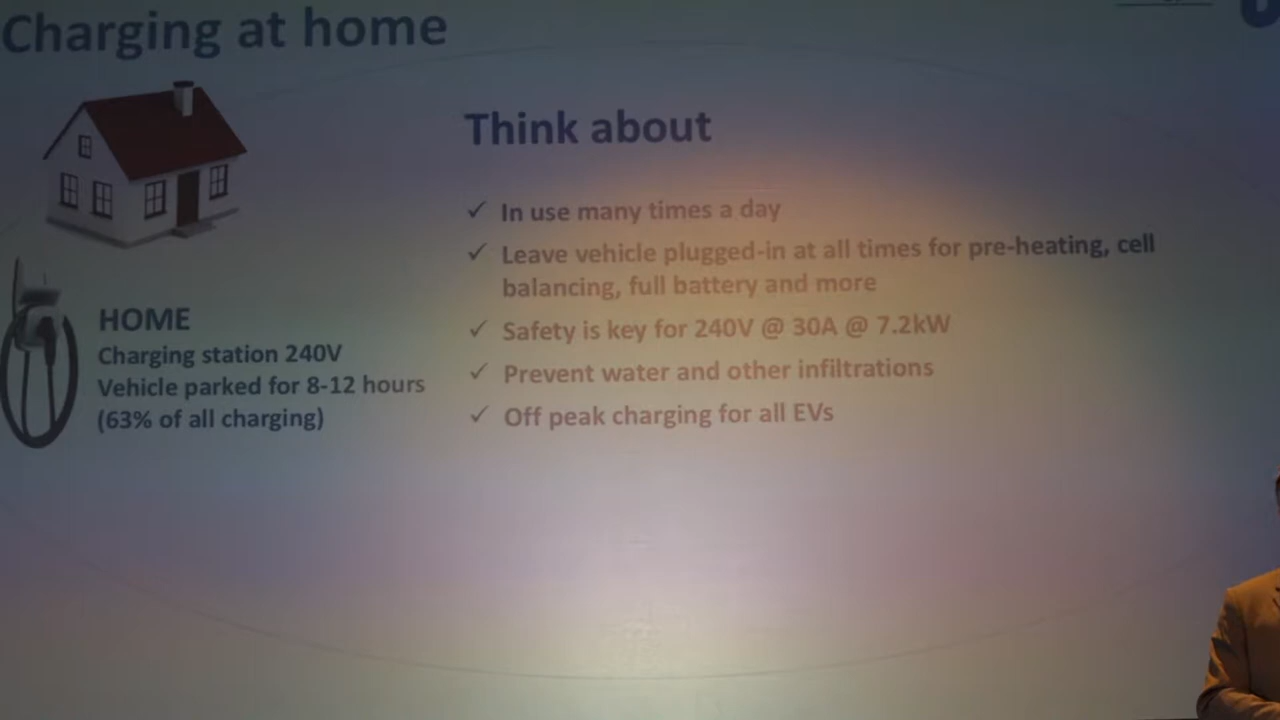 Charging at home
Think about
✓ In use many times a day
✓ Leave vehicle plugged-in at all times for pre-heating, cell
balancing, full battery and more
✓ Safety is key for 240V @ 30A @ 7.2kW
✓ Prevent water and other infiltrations
✓ Off peak charging for all EVs
HOME
Charging station 240V
Vehicle parked for 8-12 hours
(63% of all charging)